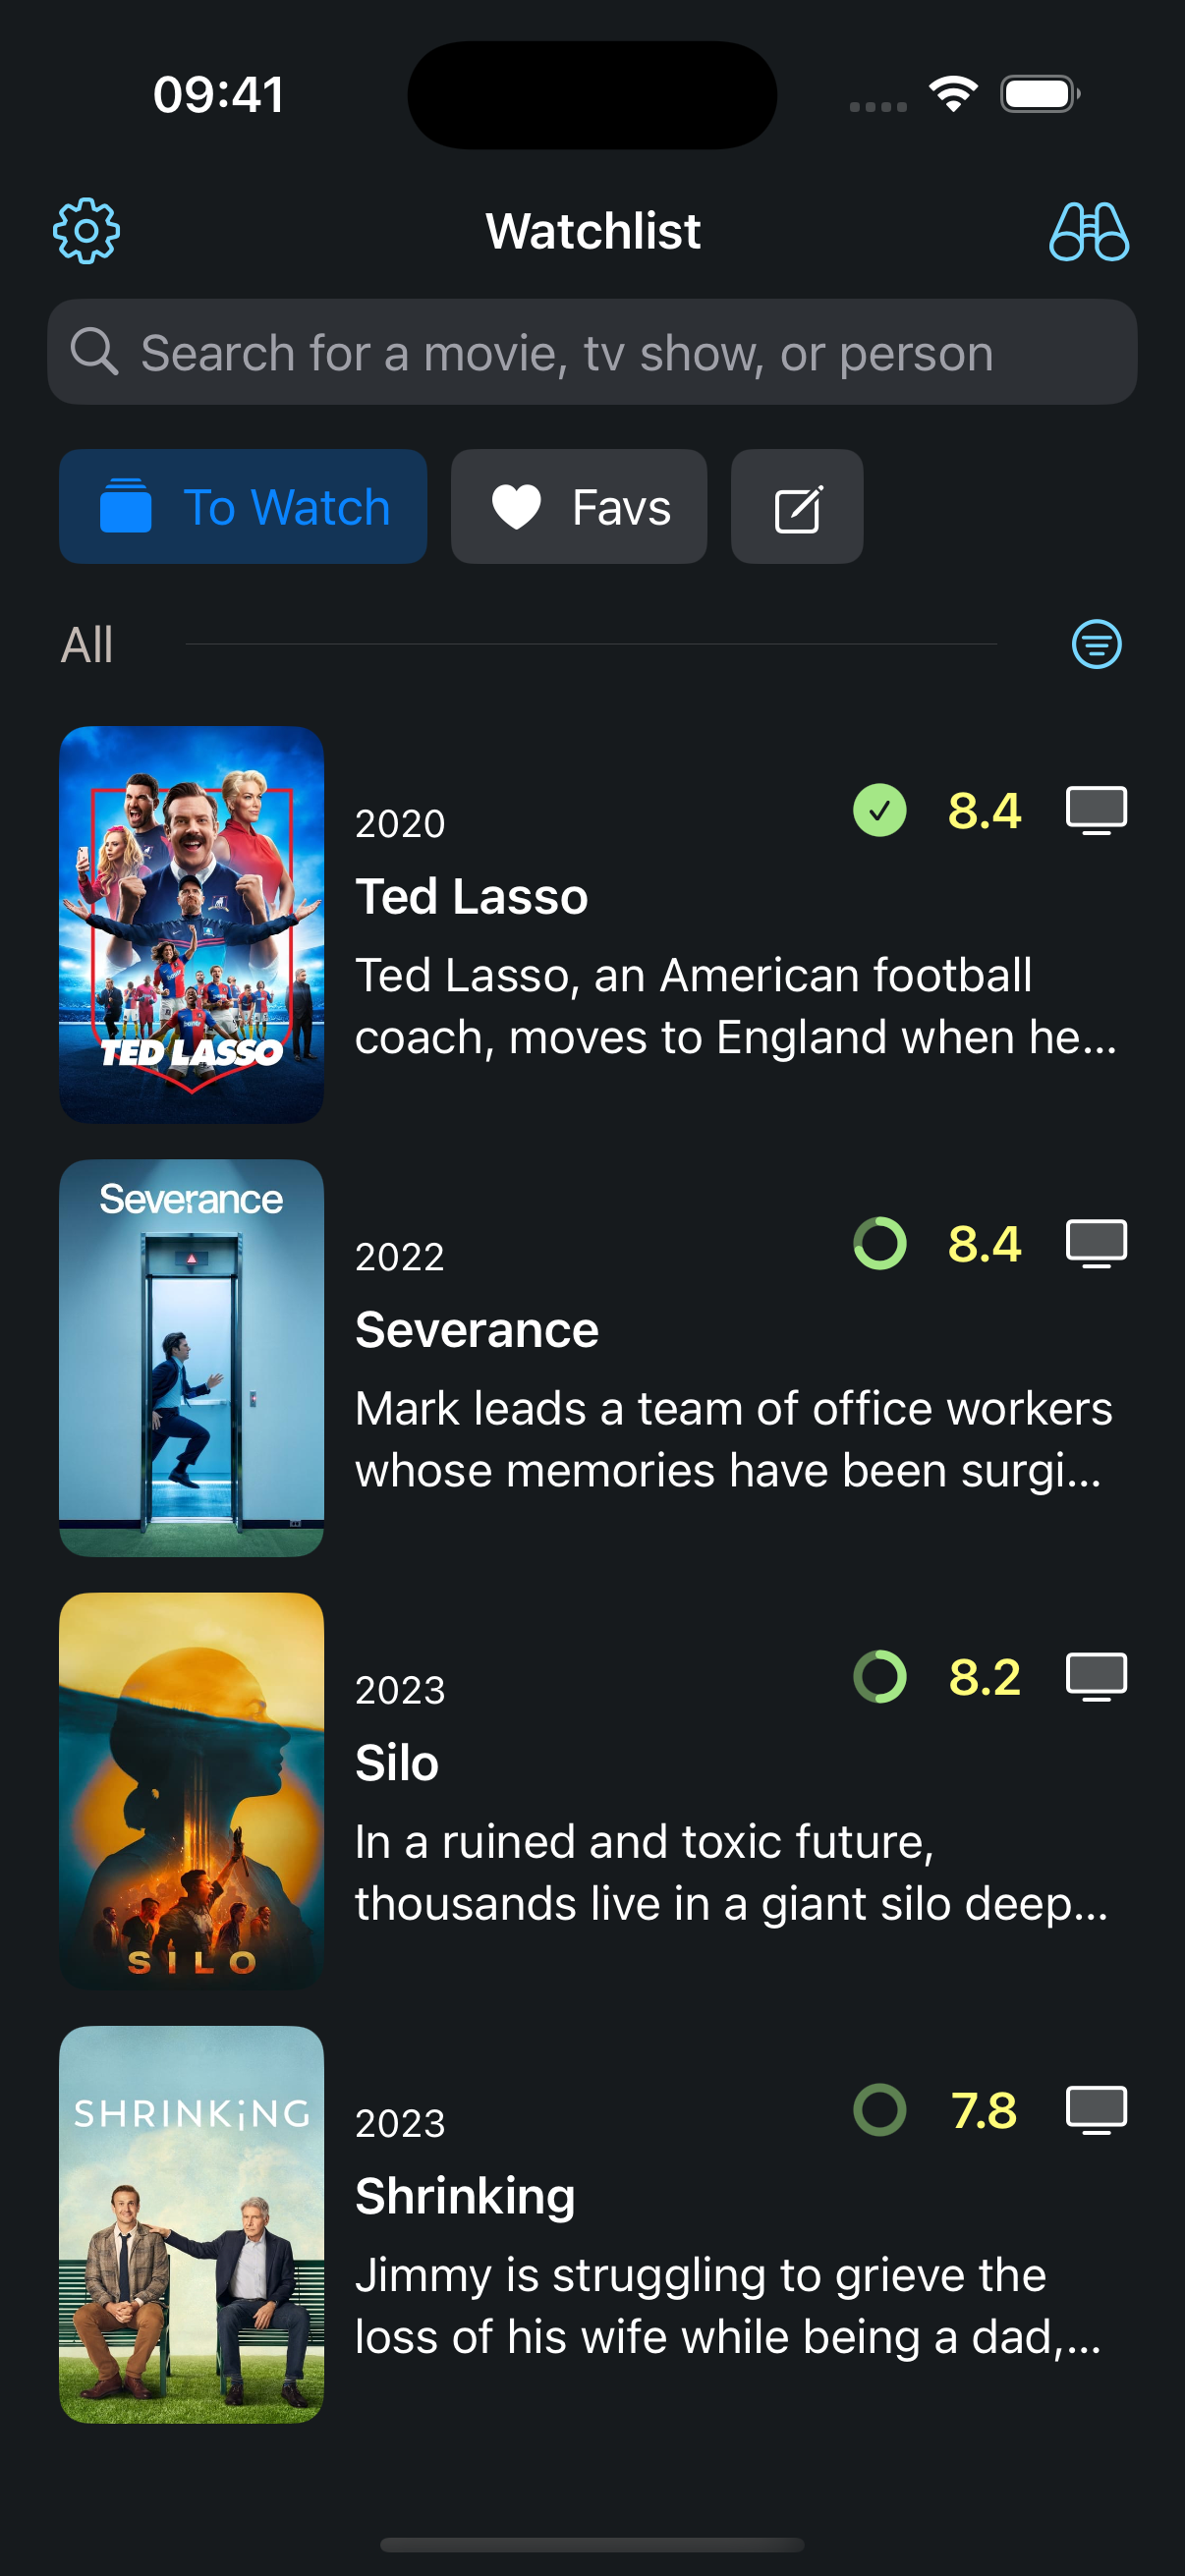 09:41
Watchlist
Search for a movie, tv show, or person
To Watch
Favs
All
TED LASSO
2020
8.4
Ted Lasso
Ted Lasso, an American football
coach, moves to England when he...
Severance
2022
8.4
Severance
Mark leads a team of office workers
whose memories have been surgi...
SILO
2023
8.2
Silo
In a ruined and toxic future,
thousands live in a giant silo deep...
SHRINKiNG
2023
7.8
Shrinking
Jimmy is struggling to grieve the
loss of his wife while being a dad,...